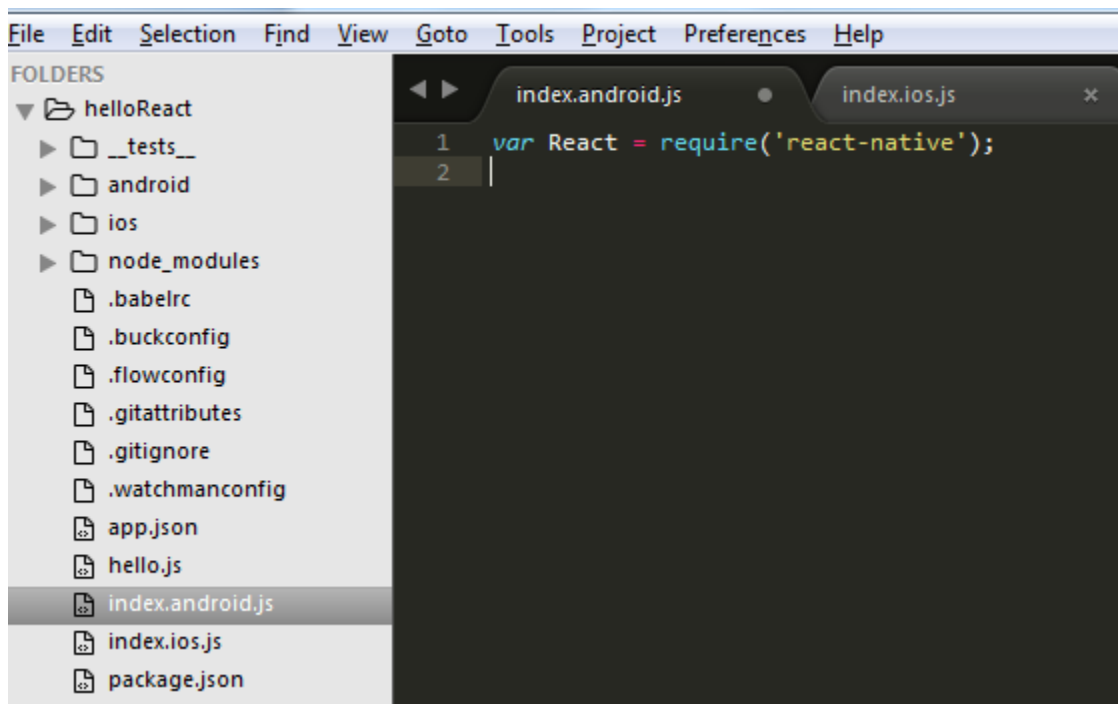 File Edit Selection Find View Goto Tools Project Preferences Help
FOLDERS
helloReact
__tests__
android
ios
node_modules
.babelrc
.buckconfig
.flowconfig
.gitattributes
.gitignore
.watchmanconfig
app.json
hello.js
index.android.js
index.ios.js
package.json
index.android.js index.ios.js
1 var React = require('react-native');
2